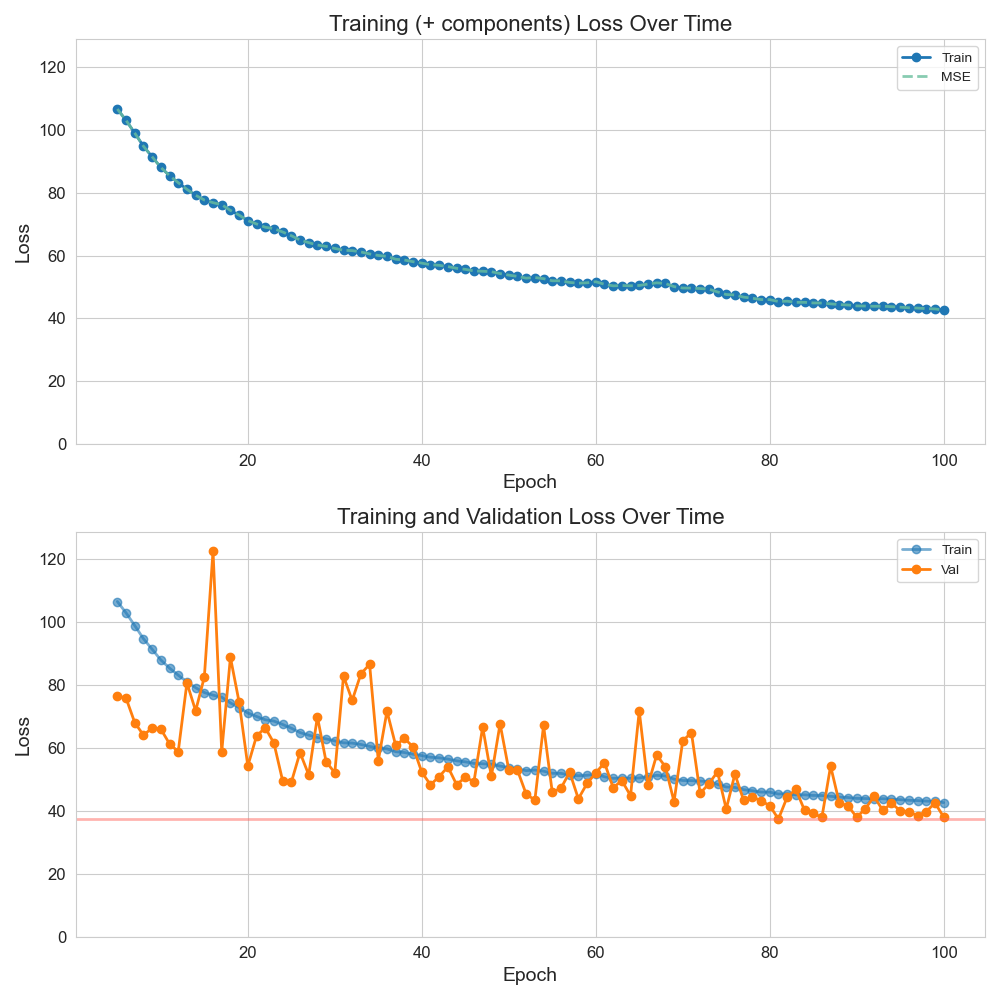 Training (+ components) Loss Over Time
Train
MSE
120
100
80
60
40
20
0
Loss
20 40 60 80 100
Epoch
Training and Validation Loss Over Time
Train
Val
120
100
80
60
40
20
0
Loss
20 40 60 80 100
Epoch